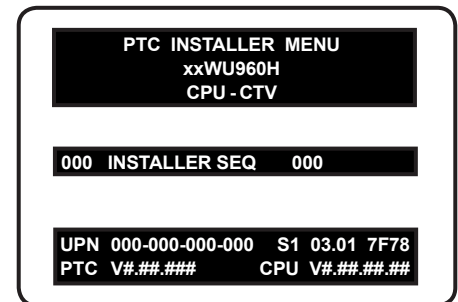 PTC INSTALLER MENU
xxWU960H
CPU - CTV
000 INSTALLER SEQ 000
UPN 000-000-000-000 S1 03.01 7F78
PTC V#.##.### CPU V#.##.##.##